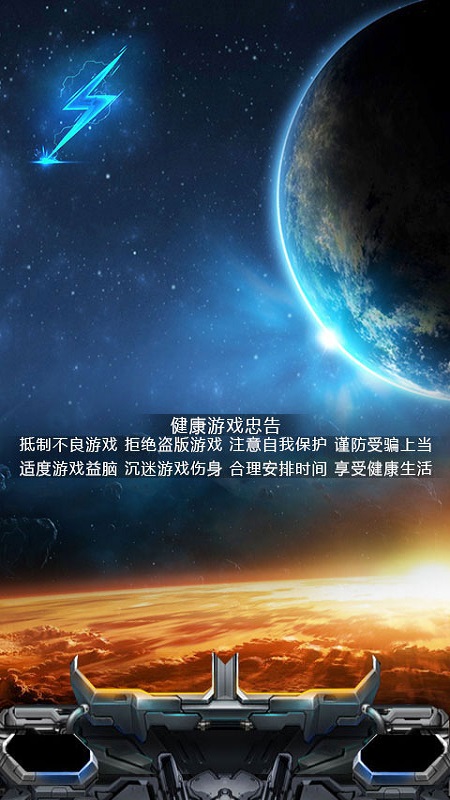 健康游戏忠告
抵制不良游戏 拒绝盗版游戏 注意自我保护 谨防受骗上当
适度游戏益脑 沉迷游戏伤身 合理安排时间 享受健康生活